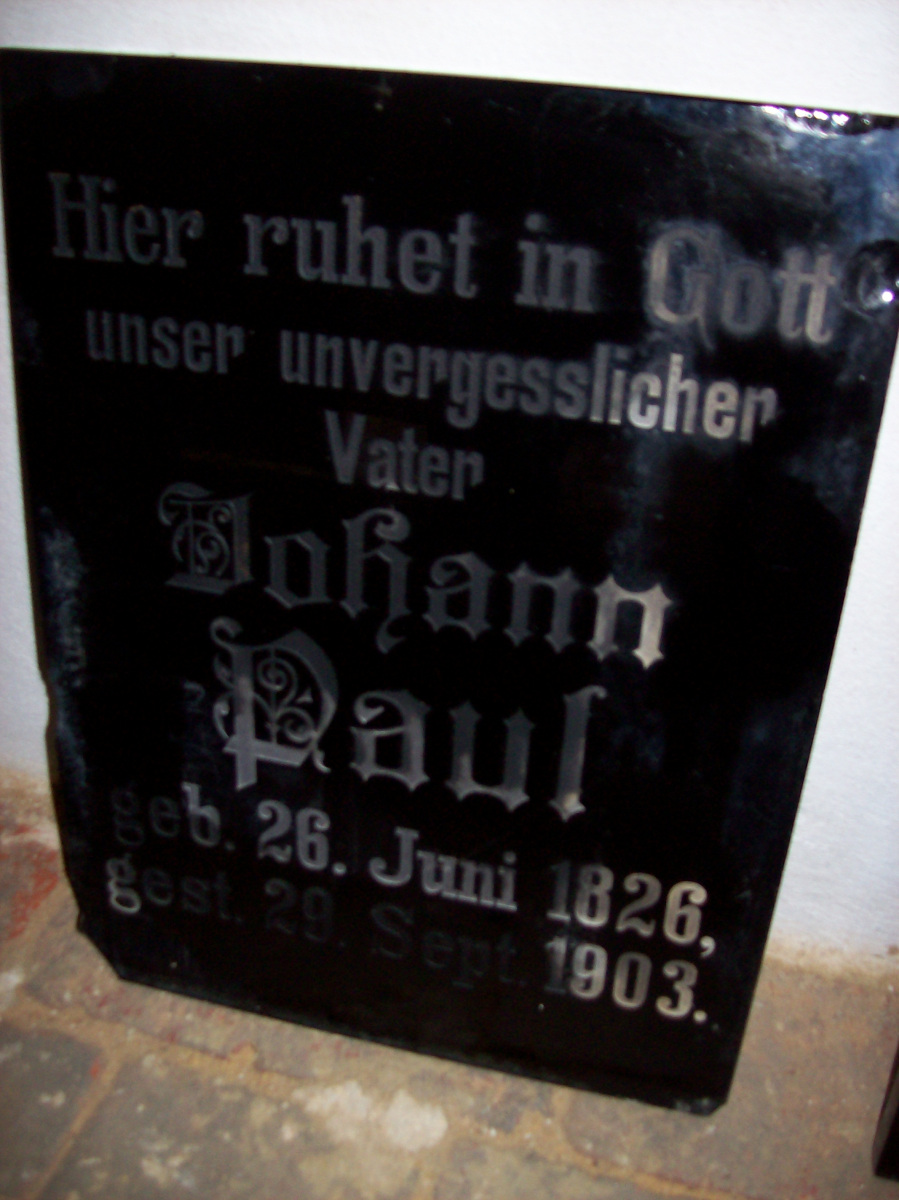 Hier ruhet in Gott
unser unvergesslicher
Vater
Johann
Paul
geb. 26. Juni 1826,
gest. 29. Sept. 1903.